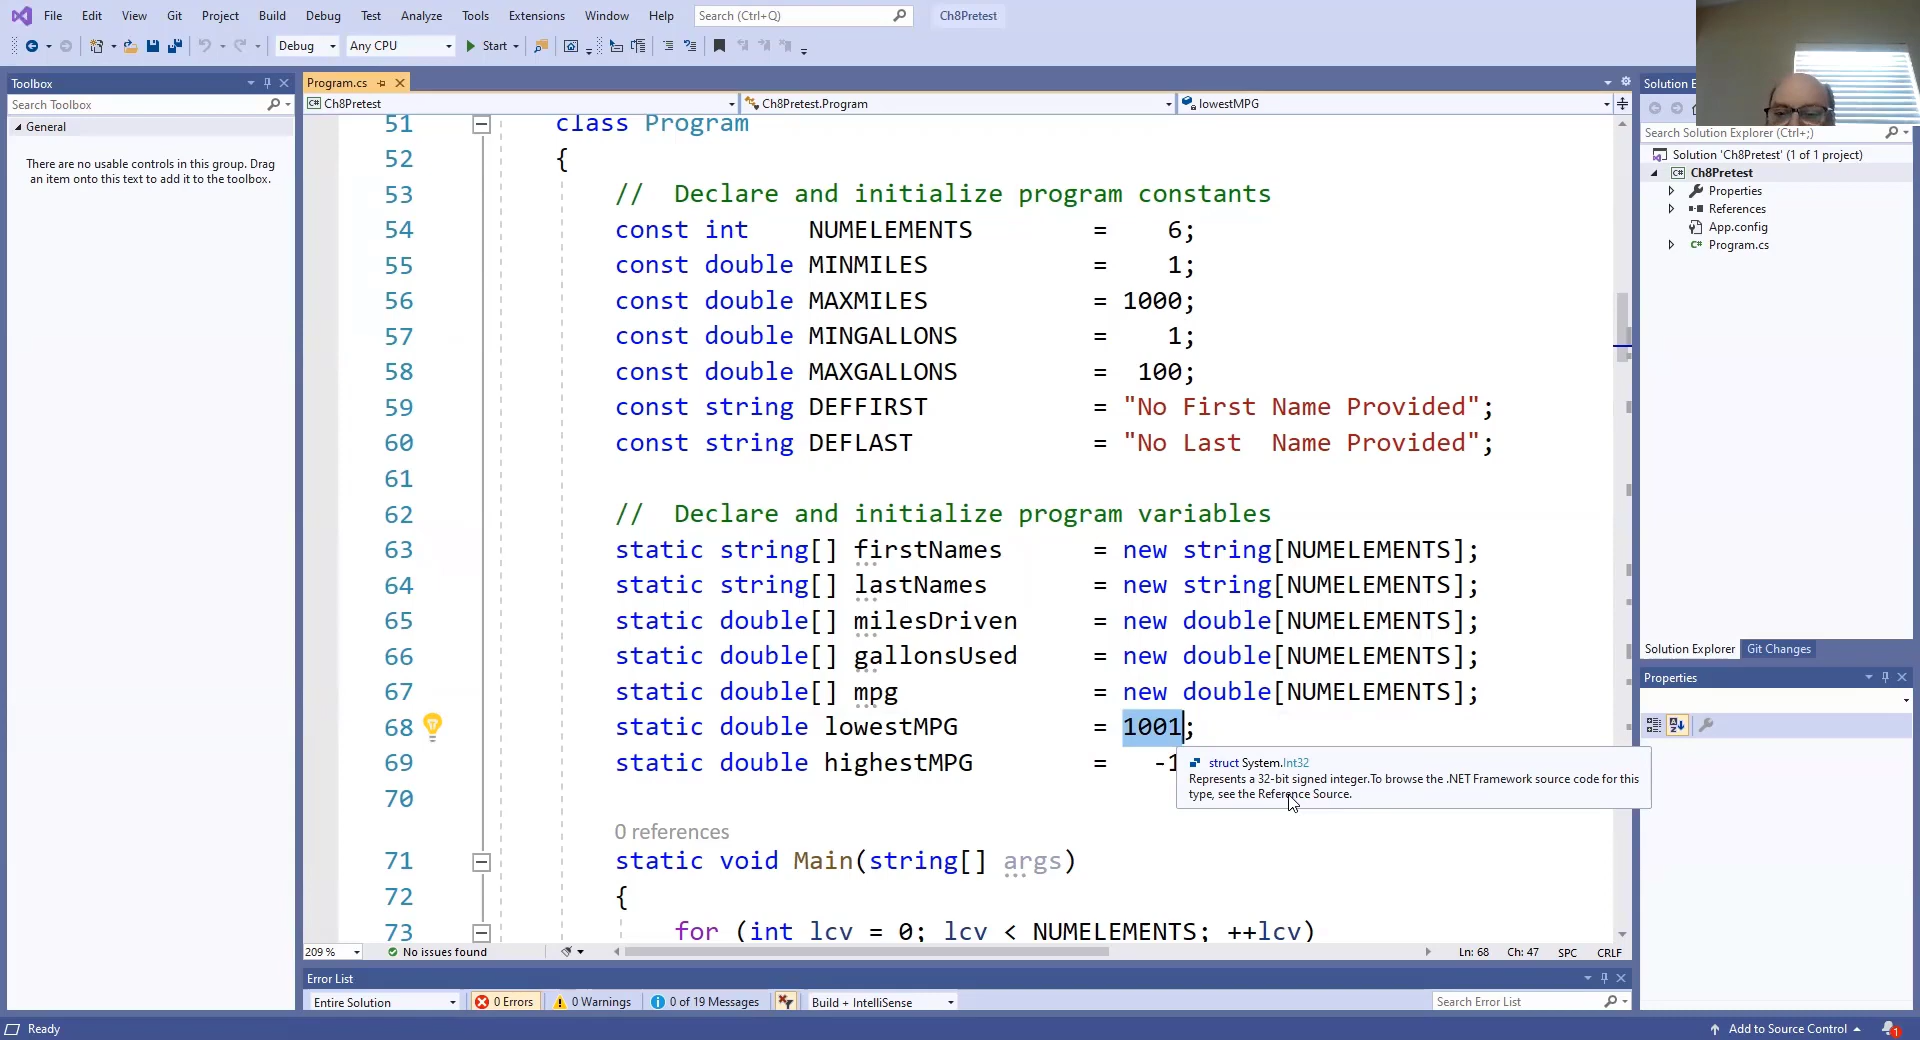 File Edit View Git Project Build Debug Test Analyze Tools Extensions Window Help Search (Ctrl+Q) Ch8Pretest
Debug Any CPU Start
Toolbox
Search Toolbox
General
There are no usable controls in this group. Drag
an item onto this text to add it to the toolbox.
Program.cs
C# Ch8Pretest Ch8Pretest.Program lowestMPG
51 class Program
52 {
53 // Declare and initialize program constants
54 const int NUMELEMENTS = 6;
55 const double MINMILES = 1;
56 const double MAXMILES = 1000;
57 const double MINGALLONS = 1;
58 const double MAXGALLONS = 100;
59 const string DEFFIRST = "No First Name Provided";
60 const string DEFLAST = "No Last  Name Provided";
61
62 // Declare and initialize program variables
63 static string[] firstNames = new string[NUMELEMENTS];
64 static string[] lastNames = new string[NUMELEMENTS];
65 static double[] milesDriven = new double[NUMELEMENTS];
66 static double[] gallonsUsed = new double[NUMELEMENTS];
67 static double[] mpg = new double[NUMELEMENTS];
68 static double lowestMPG = 1001;
69 static double highestMPG = -1
struct System.Int32
Represents a 32-bit signed integer.To browse the .NET Framework source code for this
type, see the Reference Source.
70
0 references
71 static void Main(string[] args)
72 {
73 for (int lcv = 0; lcv < NUMELEMENTS; ++lcv)
209 % No issues found Ln: 68 Ch: 47 SPC CRLF
Error List
Entire Solution 0 Errors 0 Warnings 0 of 19 Messages Build + IntelliSense Search Error List
Solution E
Search Solution Explorer (Ctrl+;)
Solution 'Ch8Pretest' (1 of 1 project)
C# Ch8Pretest
Properties
References
App.config
C# Program.cs
Solution Explorer Git Changes
Properties
Ready Add to Source Control 1